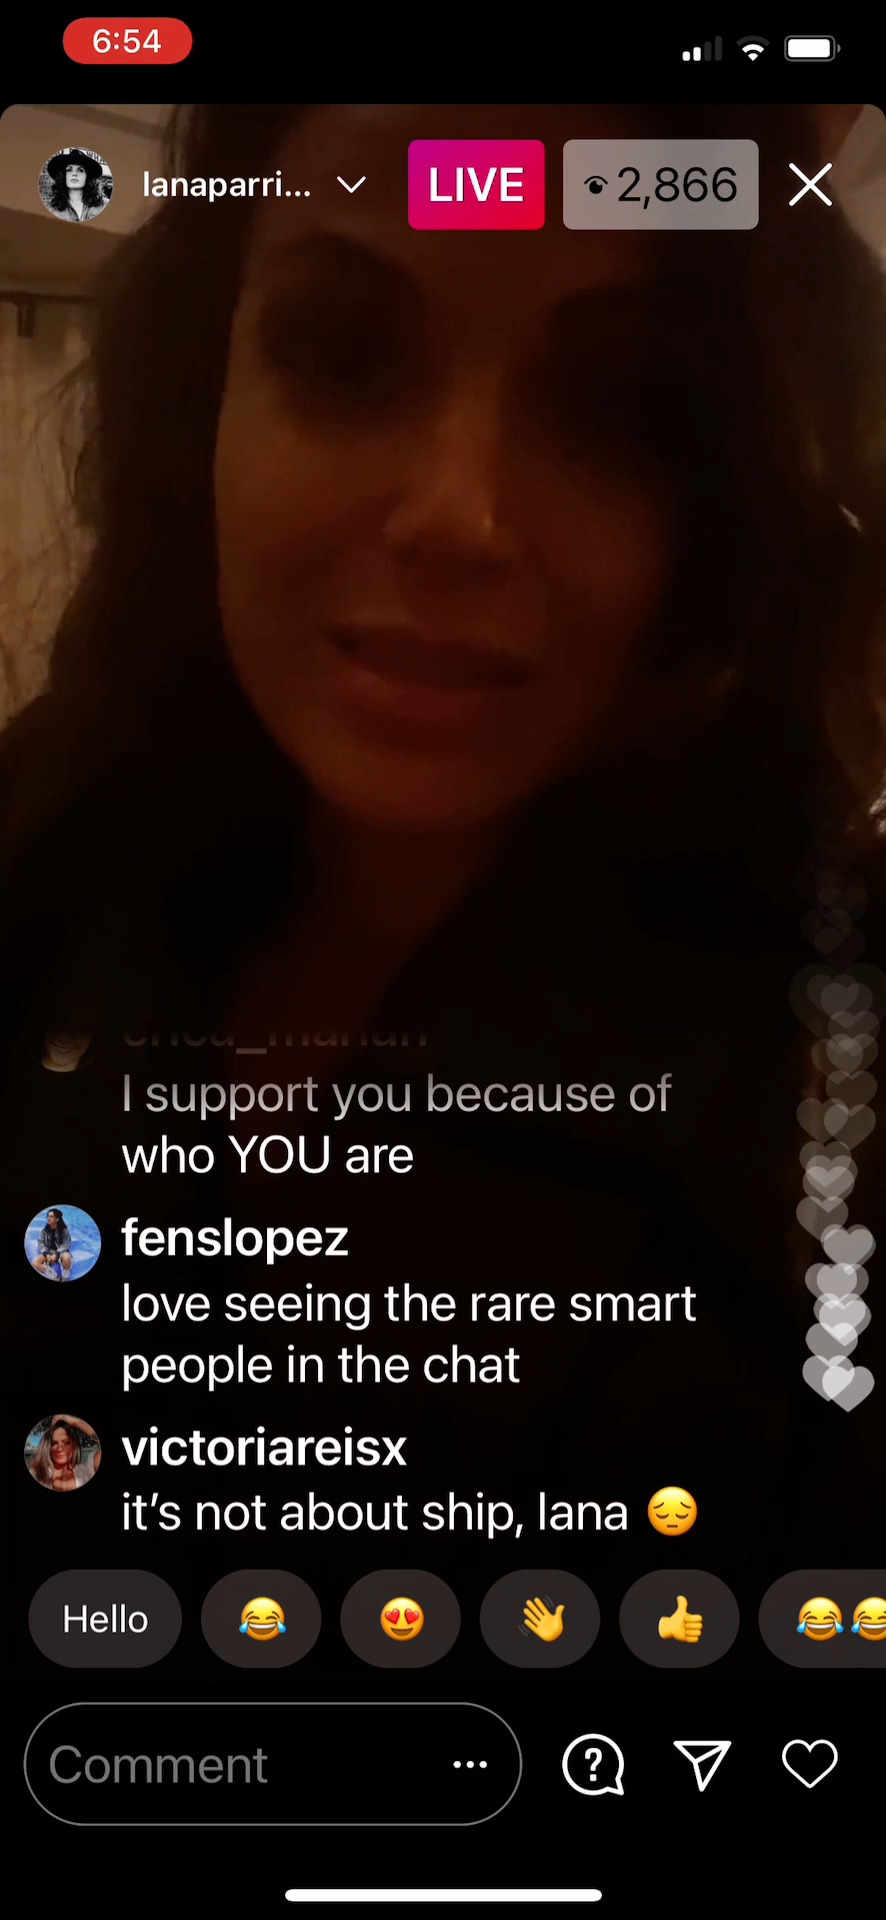 6:54
lanaparri...
LIVE
2,866
I support you because of
who YOU are
fenslopez
love seeing the rare smart
people in the chat
victoriareisx
it's not about ship, lana 😔
Hello 😂 😍 👋 👍 😂😂
Comment